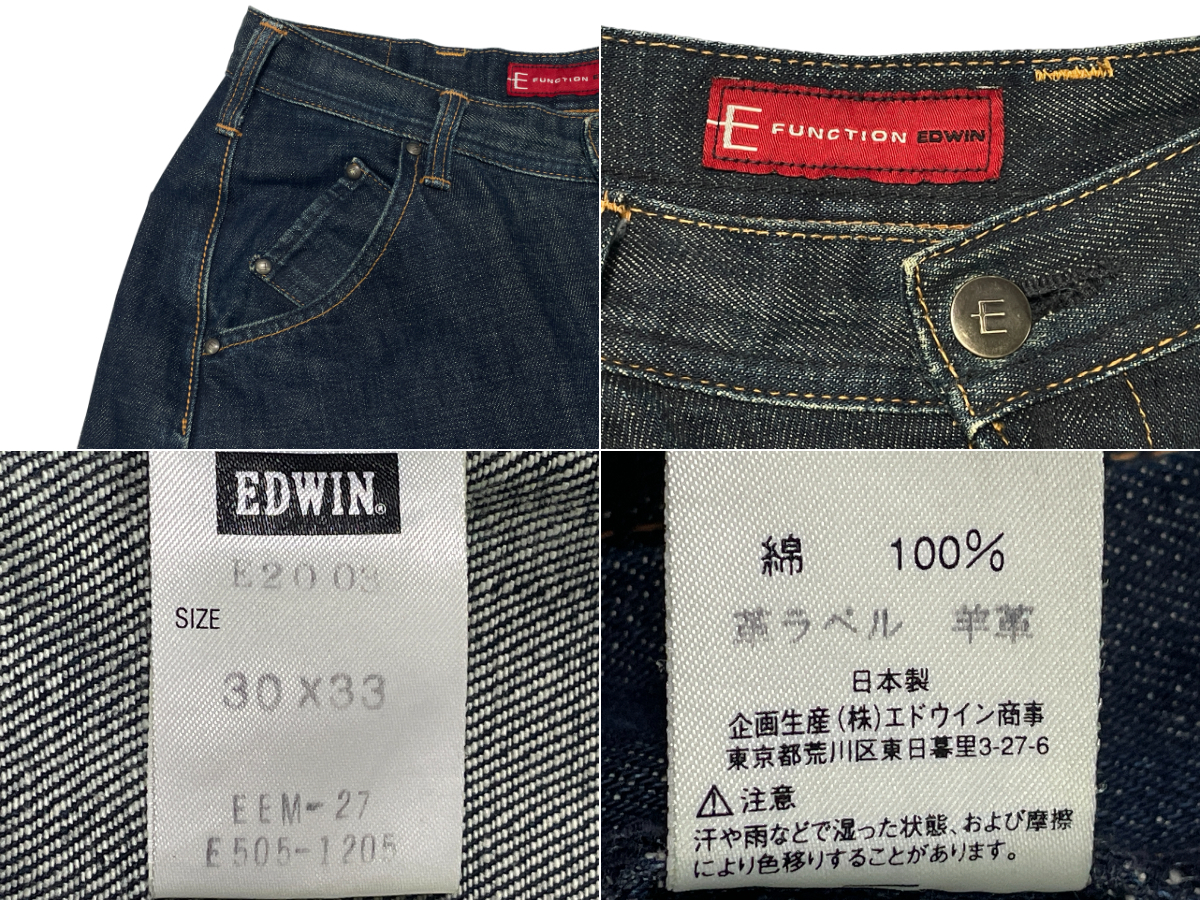 E FUNCTION
E FUNCTION EDWIN
E
EDWIN®
E2003
SIZE
30×33
EEM-27
E505-1205
綿 100%
革ラベル 羊革
日本製
企画生産(株)エドウイン商事
東京都荒川区東日暮里3-27-6
注意
汗や雨などで湿った状態、および摩擦
により色移りすることがあります。